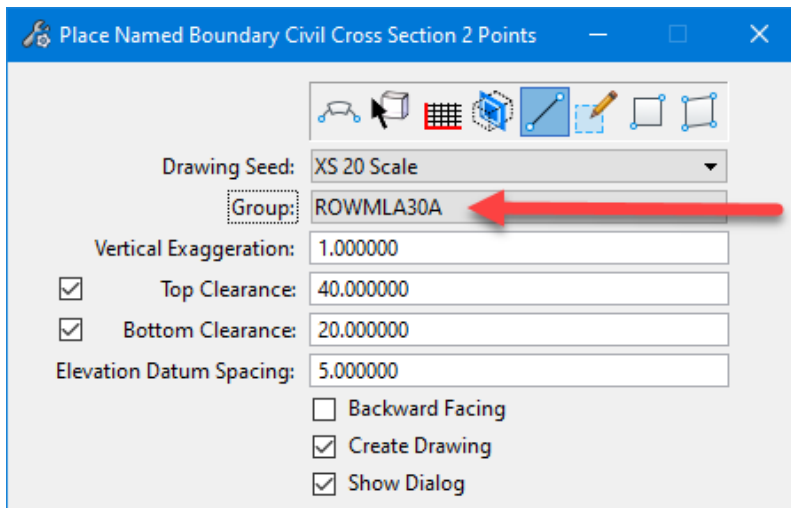 Place Named Boundary Civil Cross Section 2 Points
Drawing Seed: XS 20 Scale
Group: ROWMLA30A
Vertical Exaggeration: 1.000000
Top Clearance: 40.000000
Bottom Clearance: 20.000000
Elevation Datum Spacing: 5.000000
Backward Facing
Create Drawing
Show Dialog